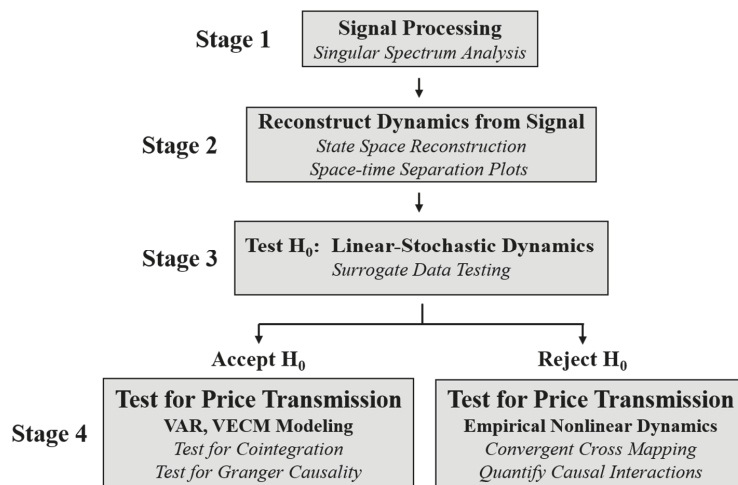 Stage 1
Signal Processing
Singular Spectrum Analysis
Stage 2
Reconstruct Dynamics from Signal
State Space Reconstruction
Space-time Separation Plots
Stage 3
Test H₀: Linear-Stochastic Dynamics
Surrogate Data Testing
Accept H₀
Reject H₀
Stage 4
Test for Price Transmission
VAR, VECM Modeling
Test for Cointegration
Test for Granger Causality
Test for Price Transmission
Empirical Nonlinear Dynamics
Convergent Cross Mapping
Quantify Causal Interactions